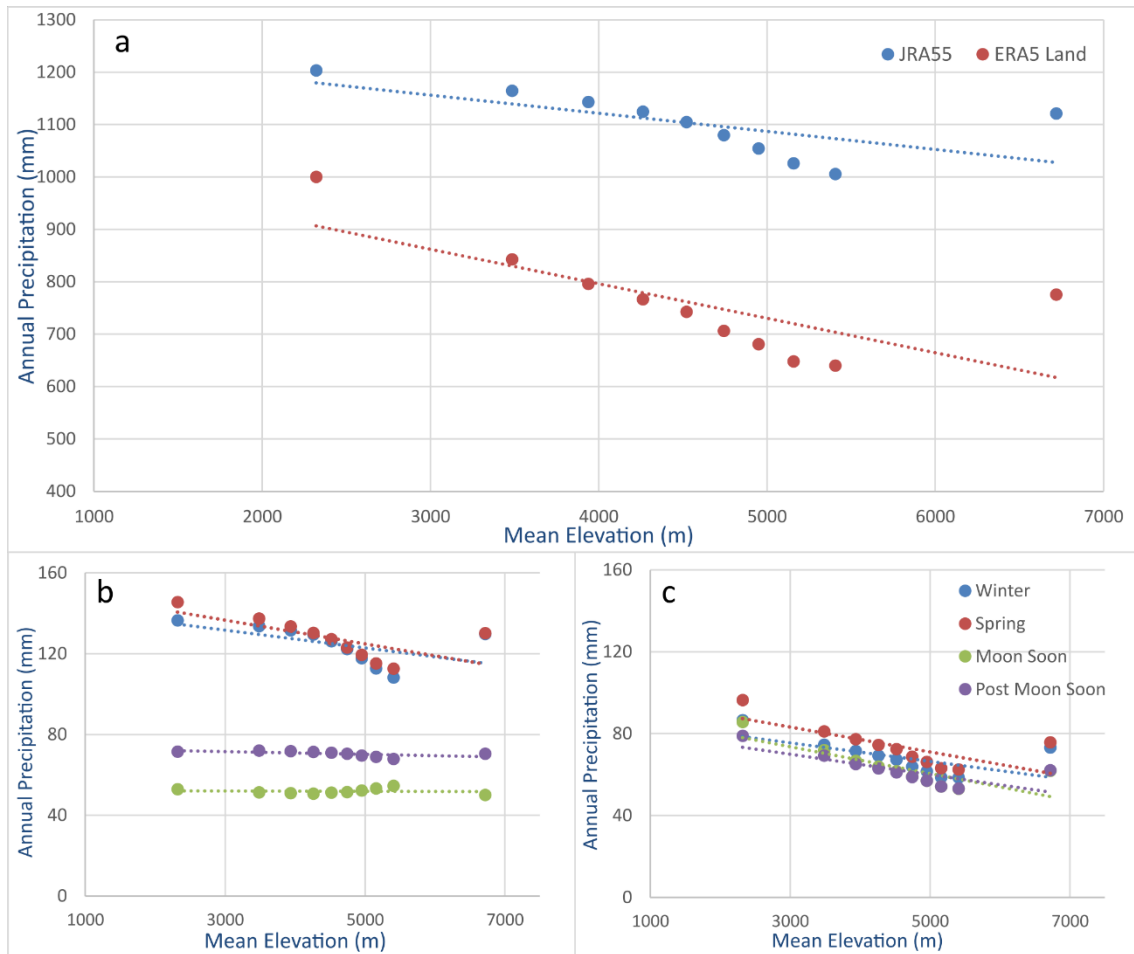 1300
a
JRA55
ERA5 Land
1200
1100
1000
900
800
700
600
500
400
Annual Precipitation (mm)
1000 2000 3000 4000 5000 6000 7000
Mean Elevation (m)
160
b
120
80
40
0
Annual Precipitation (mm)
1000 3000 5000 7000
Mean Elevation (m)
160
c
Winter
Spring
Moon Soon
Post Moon Soon
120
80
40
0
Annual Precipitation (mm)
1000 3000 5000 7000
Mean Elevation (m)